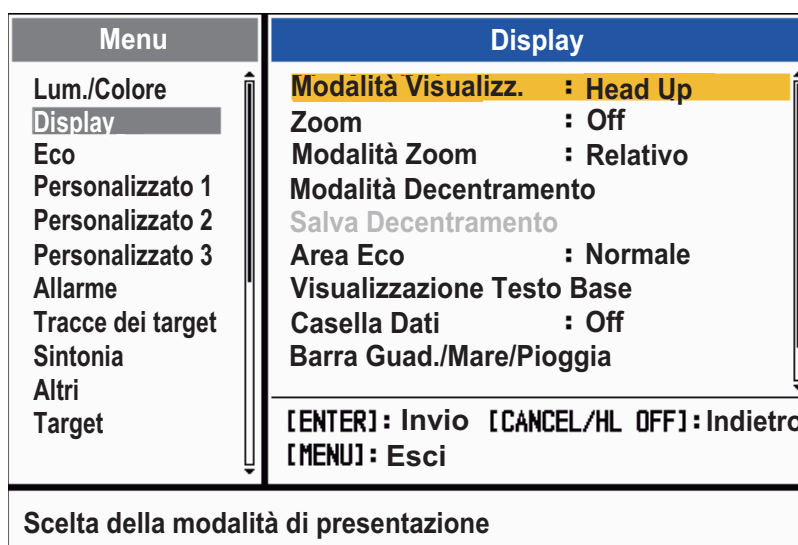 Menu
Lum./Colore
Display
Eco
Personalizzato 1
Personalizzato 2
Personalizzato 3
Allarme
Tracce dei target
Sintonia
Altri
Target
Display
Modalità Visualizz. : Head Up
Zoom : Off
Modalità Zoom : Relativo
Modalità Decentramento
Salva Decentramento
Area Eco : Normale
Visualizzazione Testo Base
Casella Dati : Off
Barra Guad./Mare/Pioggia
[ENTER]: Invio [CANCEL/HL OFF]: Indietro
[MENU]: Esci
Scelta della modalità di presentazione